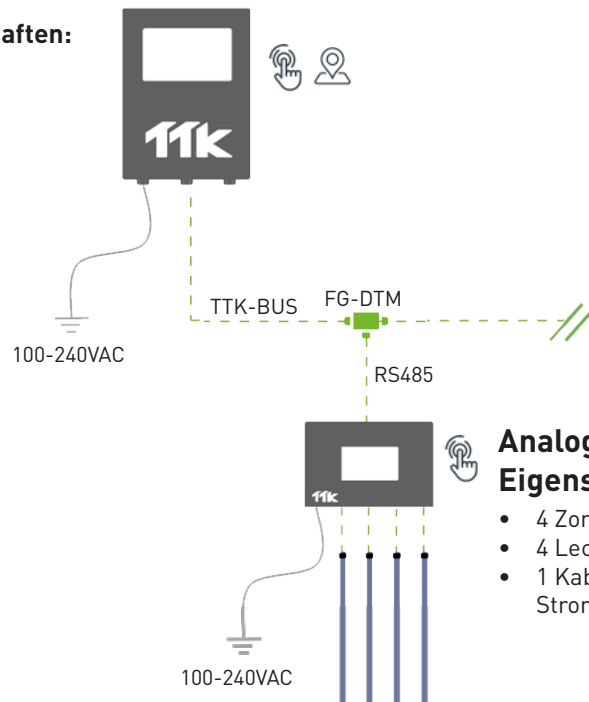 aften:
TTK
TTK-BUS
FG-DTM
100-240VAC
RS485
Analog
Eigens
• 4 Zon
• 4 Lec
• 1 Kab
Stron
TTK
100-240VAC